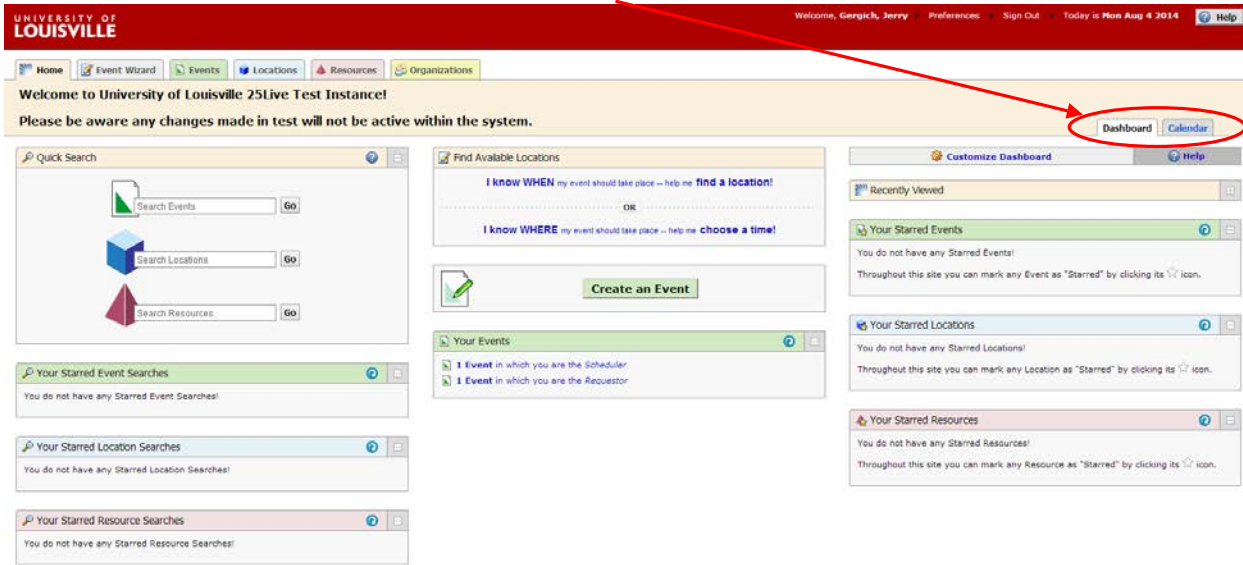 UNIVERSITY OF
LOUISVILLE
Welcome, Gergich, Jerry Preferences Sign Out Today is Mon Aug 4 2014 Help
Home Event Wizard Events Locations Resources Organizations
Welcome to University of Louisville 25Live Test Instance!
Please be aware any changes made in test will not be active within the system.
Dashboard Calendar
Quick Search
Search Events Go
Search Locations Go
Search Resources Go
Your Starred Event Searches
You do not have any Starred Event Searches!
Your Starred Location Searches
You do not have any Starred Location Searches!
Your Starred Resource Searches
You do not have any Starred Resource Searches!
Find Available Locations
I know WHEN my event should take place -- help me find a location!
OR
I know WHERE my event should take place -- help me choose a time!
Create an Event
Your Events
1 Event in which you are the Scheduler
1 Event in which you are the Requestor
Customize Dashboard Help
Recently Viewed
Your Starred Events
You do not have any Starred Events!
Throughout this site you can mark any Event as "Starred" by clicking its icon.
Your Starred Locations
You do not have any Starred Locations!
Throughout this site you can mark any Location as "Starred" by clicking its icon.
Your Starred Resources
You do not have any Starred Resources!
Throughout this site you can mark any Resource as "Starred" by clicking its icon.